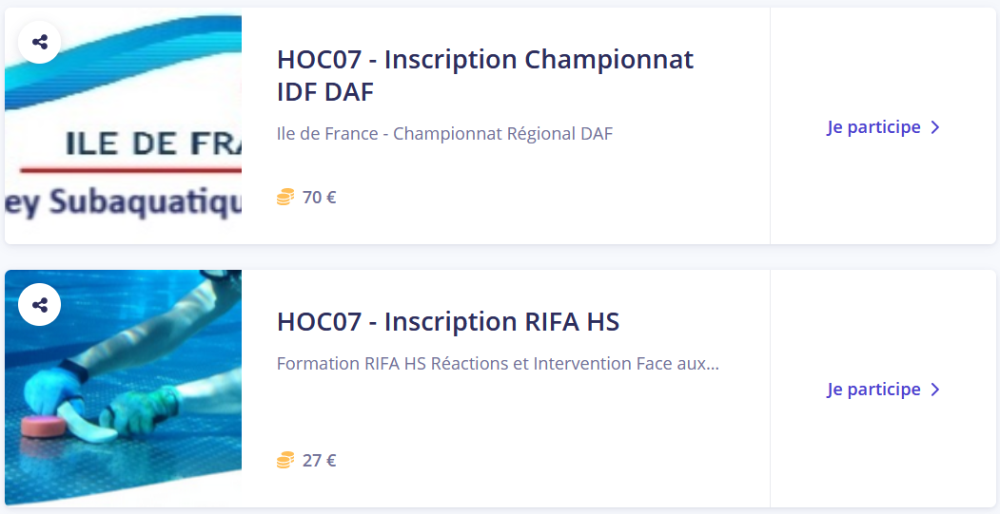 ILE DE FRA
ey Subaquatiqu
HOC07 - Inscription Championnat
IDF DAF
Ile de France - Championnat Régional DAF
70 €
Je participe
HOC07 - Inscription RIFA HS
Formation RIFA HS Réactions et Intervention Face aux...
27 €
Je participe